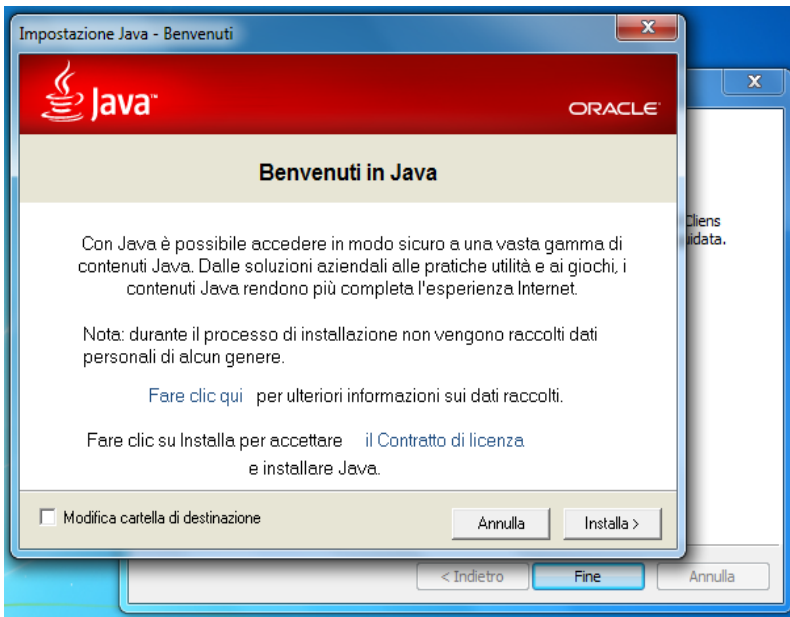 Impostazione Java - Benvenuti
X
X
Java™
ORACLE
Benvenuti in Java
Cliens
Con Java è possibile accedere in modo sicuro a una vasta gamma di
contenuti Java. Dalle soluzioni aziendali alle pratiche utilità e ai giochi, i
contenuti Java rendono più completa l'esperienza Internet.
Nota: durante il processo di installazione non vengono raccolti dati
personali di alcun genere.
Fare clic qui per ulteriori informazioni sui dati raccolti.
Fare clic su Installa per accettare il Contratto di licenza
e installare Java.
Modifica cartella di destinazione
Annulla
Installa >
< Indietro
Fine
Annulla